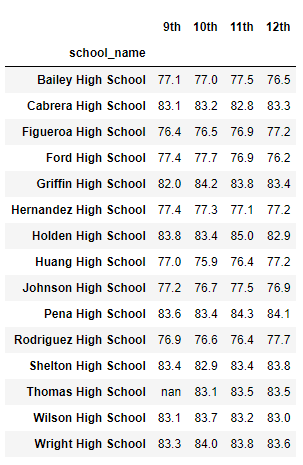 9th 10th 11th 12th
school_name
Bailey High School 77.1 77.0 77.5 76.5
Cabrera High School 83.1 83.2 82.8 83.3
Figueroa High School 76.4 76.5 76.9 77.2
Ford High School 77.4 77.7 76.9 76.2
Griffin High School 82.0 84.2 83.8 83.4
Hernandez High School 77.4 77.3 77.1 77.2
Holden High School 83.8 83.4 85.0 82.9
Huang High School 77.0 75.9 76.4 77.2
Johnson High School 77.2 76.7 77.5 76.9
Pena High School 83.6 83.4 84.3 84.1
Rodriguez High School 76.9 76.6 76.4 77.7
Shelton High School 83.4 82.9 83.4 83.8
Thomas High School nan 83.1 83.5 83.5
Wilson High School 83.1 83.7 83.2 83.0
Wright High School 83.3 84.0 83.8 83.6